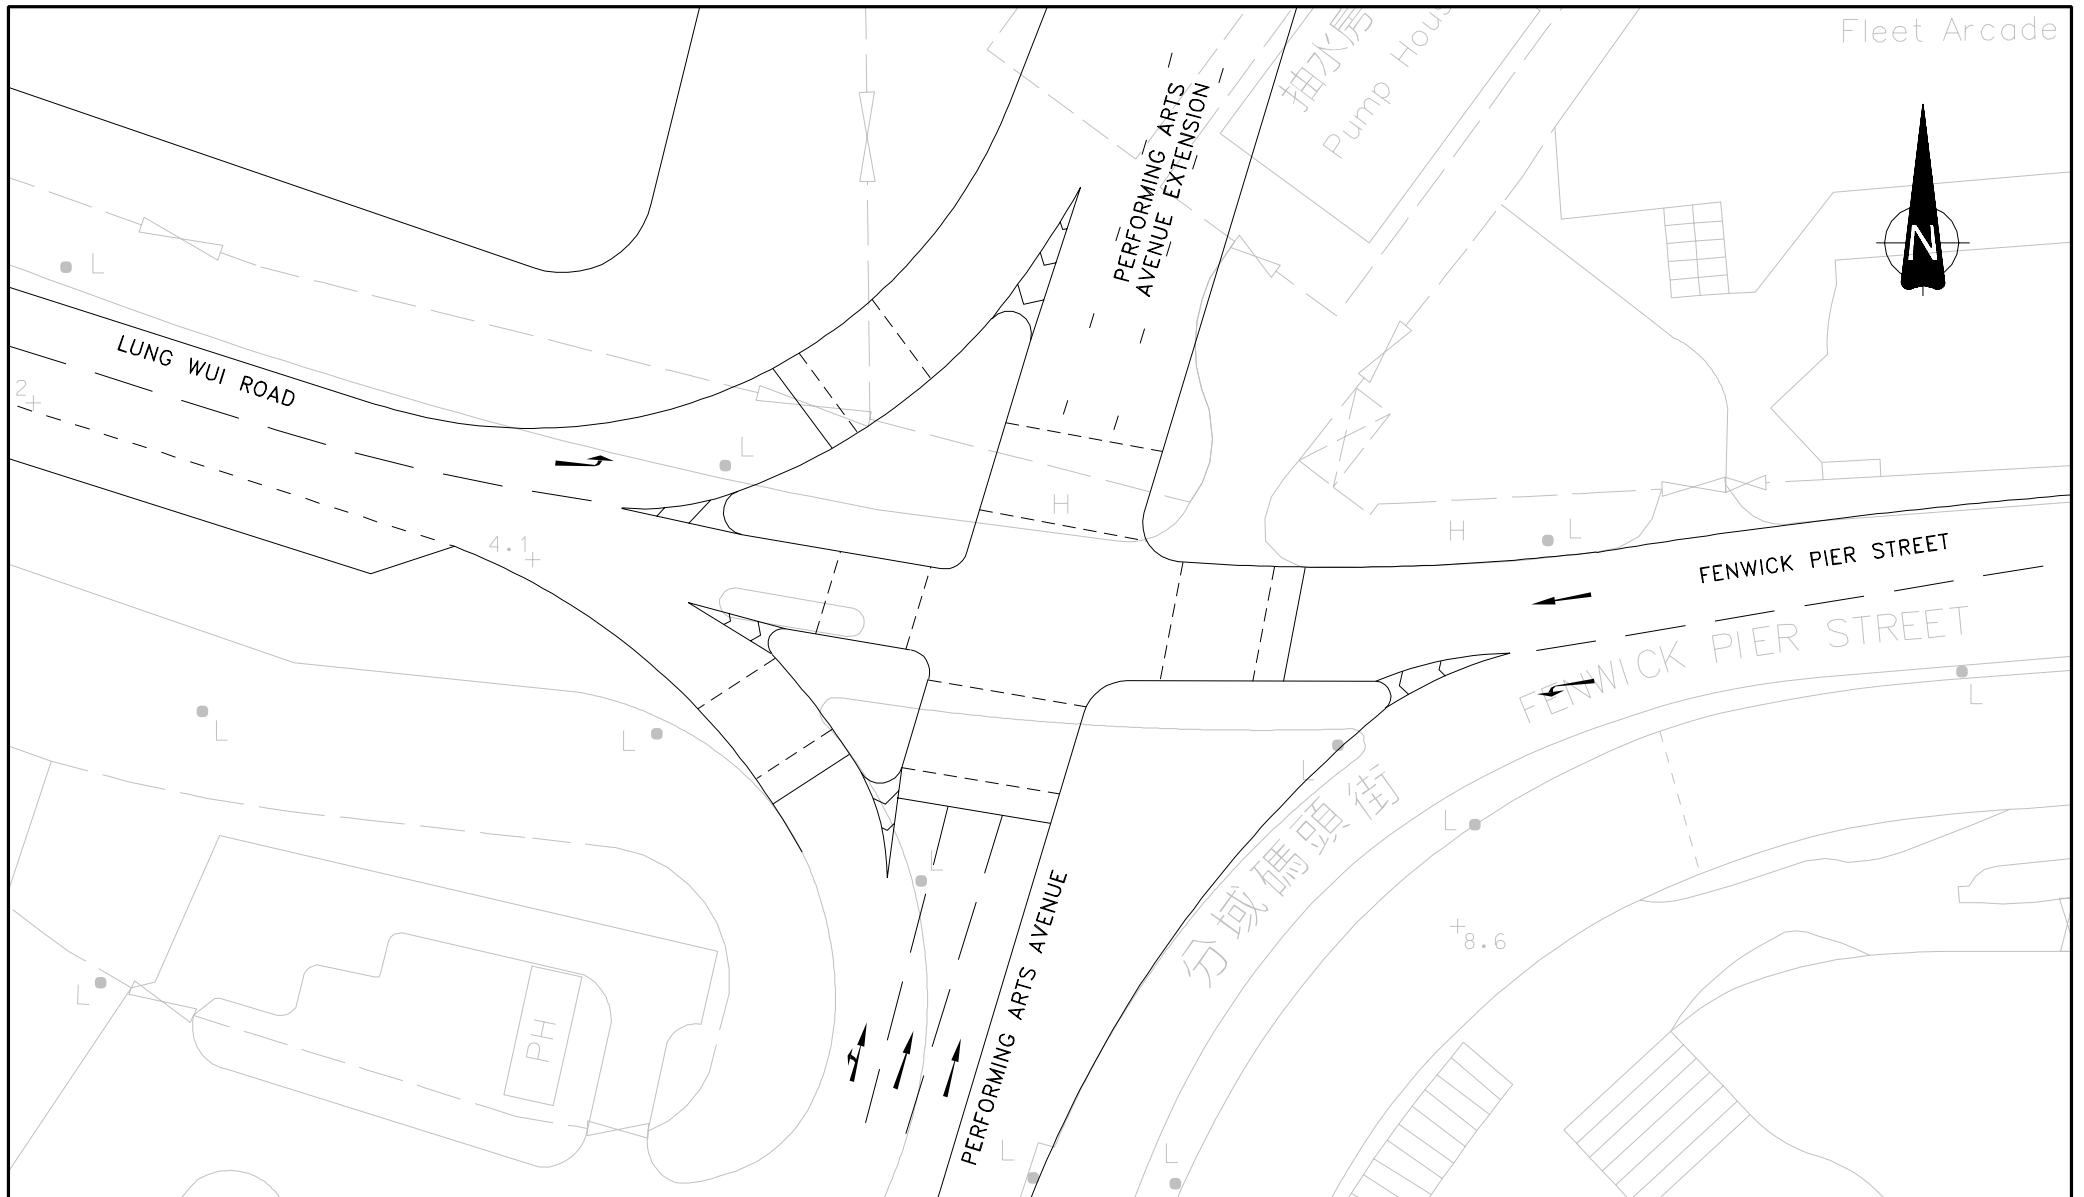 Fleet Arcade
抽水房
Pump Hous
PERFORMING ARTS
AVENUE EXTENSION
N
L
LUNG WUI ROAD
2
L
H
H
L
4.1
FENWICK PIER STREET
FENWICK PIER STREET
L
L
L
L
分域碼頭街
L
L
8.6
PERFORMING ARTS AVENUE
L
PH
L
L